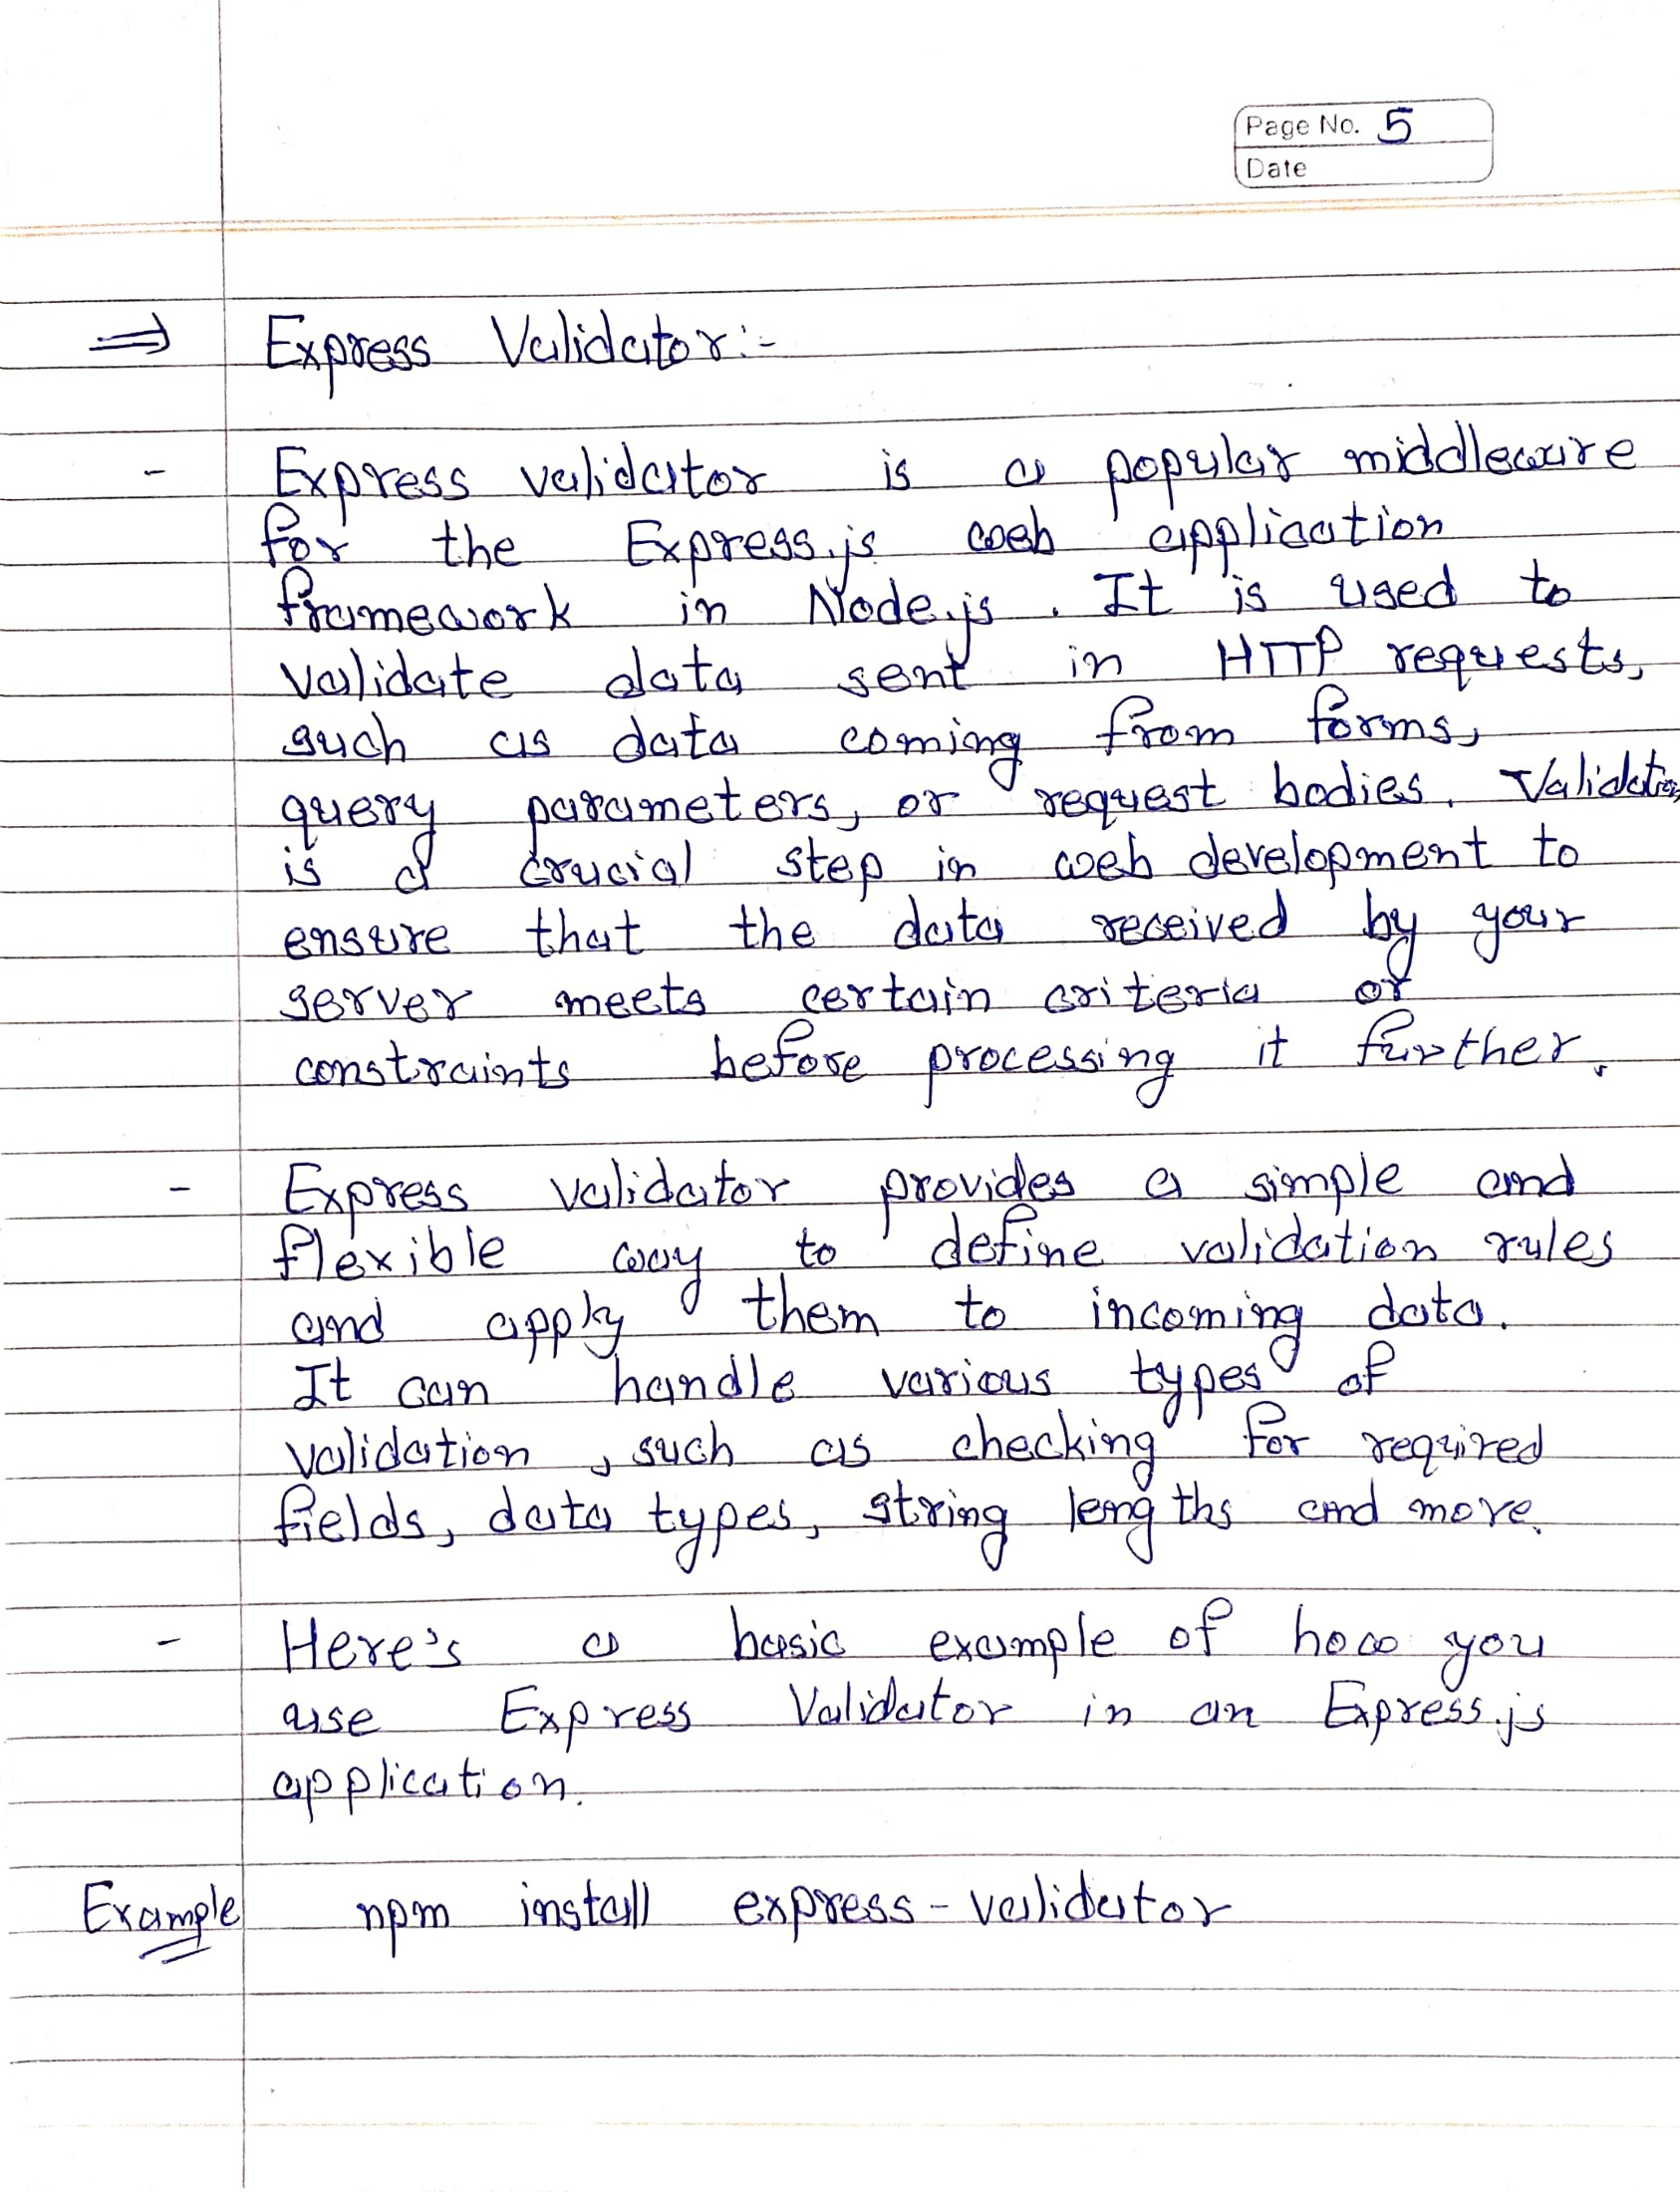 Page No. 5
Date
⇒ Express Validator:-
- Express validator is a popular middleware
for the Express.js web application
framework in Node.js. It is used to
validate data sent in HTTP requests,
such as data coming from forms,
query parameters, or request bodies. Validation
is a crucial step in web development to
ensure that the data received by your
server meets certain criteria or
constraints before processing it further.
- Express validator provides a simple and
flexible way to define validation rules
and apply them to incoming data.
It can handle various types of
validation, such as checking for required
fields, data types, string lengths and more.
- Here's a basic example of how you
use Express Validator in an Express.js
application.
Example npm install express-validator